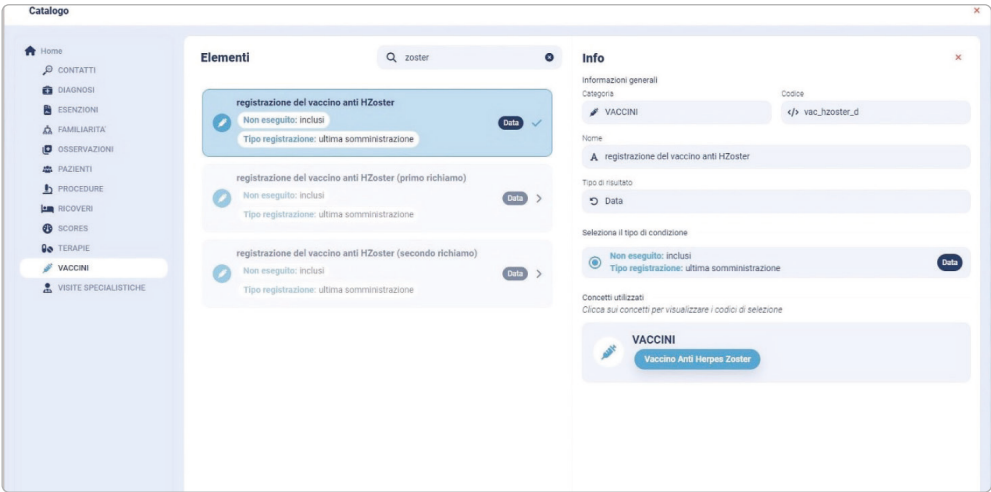 Catalogo
Home
CONTATTI
DIAGNOSI
ESENZIONI
FAMILIARITA'
OSSERVAZIONI
PAZIENTI
PROCEDURE
RICOVERI
SCORES
TERAPIE
VACCINI
VISITE SPECIALISTICHE
Elementi
zoster
registrazione del vaccino anti HZoster
Non eseguito: inclusi
Tipo registrazione: ultima somministrazione
Data
registrazione del vaccino anti HZoster (primo richiamo)
Non eseguito: inclusi
Tipo registrazione: ultima somministrazione
Data
registrazione del vaccino anti HZoster (secondo richiamo)
Non eseguito: inclusi
Tipo registrazione: ultima somministrazione
Data
Info
Informazioni generali
Categoria
Codice
VACCINI
</> vac_hzoster_d
Nome
A registrazione del vaccino anti HZoster
Tipo di risultato
Data
Seleziona il tipo di condizione
Non eseguito: inclusi
Tipo registrazione: ultima somministrazione
Data
Concetti utilizzati
Clicca sui concetti per visualizzare i codici di selezione
VACCINI
Vaccino Anti Herpes Zoster